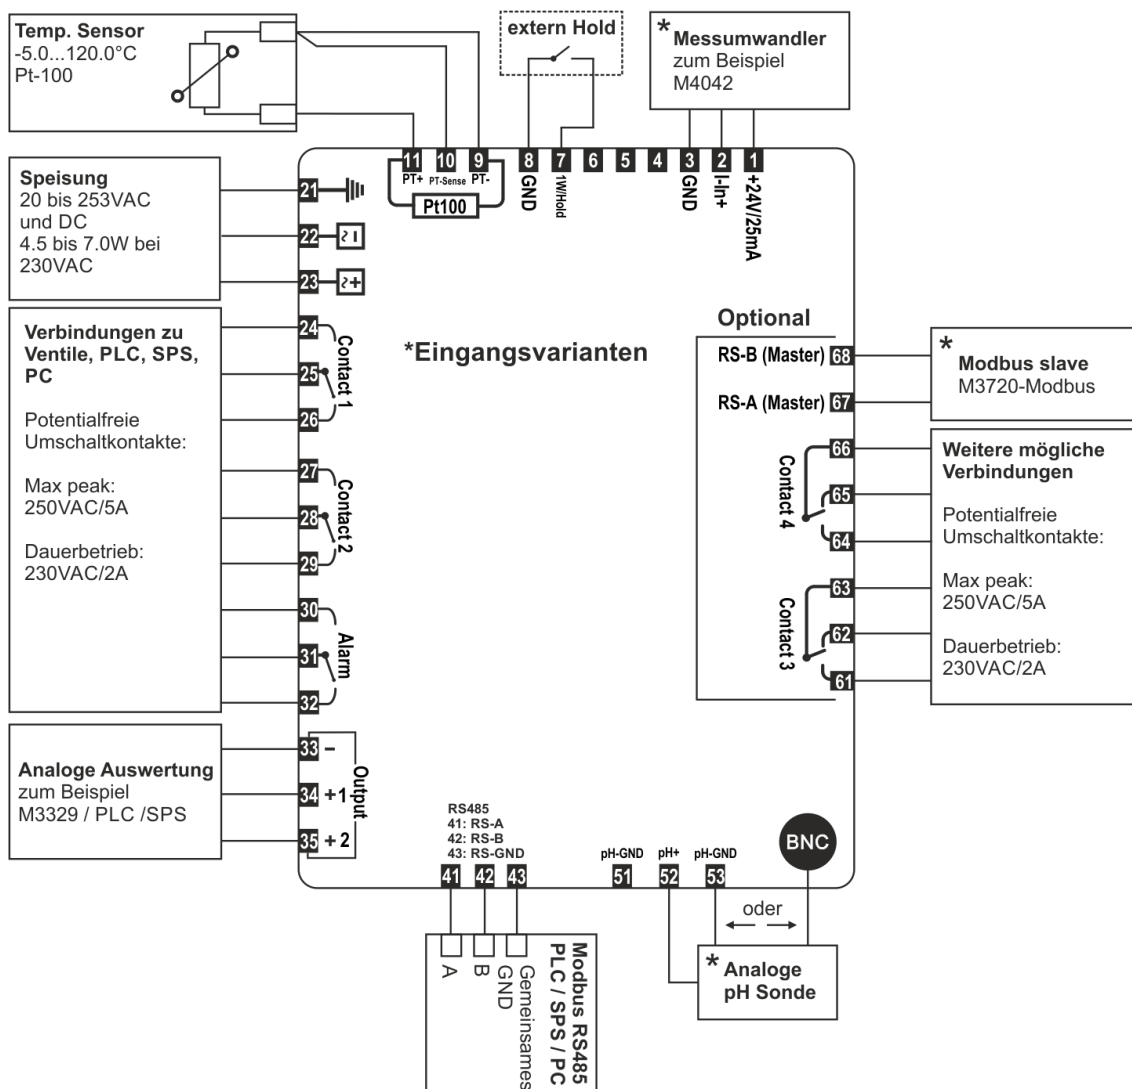 Temp. Sensor
-5.0...120.0°C
Pt-100
extern Hold
* Messumwandler
zum Beispiel
M4042
11
10
9
8
7
6
5
4
3
2
1
PT+
PT-Sense
PT-
Pt100
GND
1W/Hold
GND
I-In+
+24V/25mA
Speisung
20 bis 253VAC
und DC
4.5 bis 7.0W bei
230VAC
21
22
~-
23
~+
Verbindungen zu
Ventile, PLC, SPS,
PC
Potentialfreie
Umschaltkontakte:
Max peak:
250VAC/5A
Dauerbetrieb:
230VAC/2A
24
25
26
Contact 1
27
28
29
Contact 2
30
31
32
Alarm
*Eingangsvarianten
Optional
RS-B (Master)
68
RS-A (Master)
67
* Modbus slave
M3720-Modbus
66
65
64
Contact 4
63
62
61
Contact 3
Weitere mögliche
Verbindungen
Potentialfreie
Umschaltkontakte:
Max peak:
250VAC/5A
Dauerbetrieb:
230VAC/2A
Analoge Auswertung
zum Beispiel
M3329 / PLC /SPS
33 -
34 +1
35 +2
Output
RS485
41: RS-A
42: RS-B
43: RS-GND
41
42
43
pH-GND
pH+
pH-GND
51
52
53
BNC
oder
* Analoge
pH Sonde
A
B
GND
Gemeinsames
Modbus RS485
PLC / SPS / PC